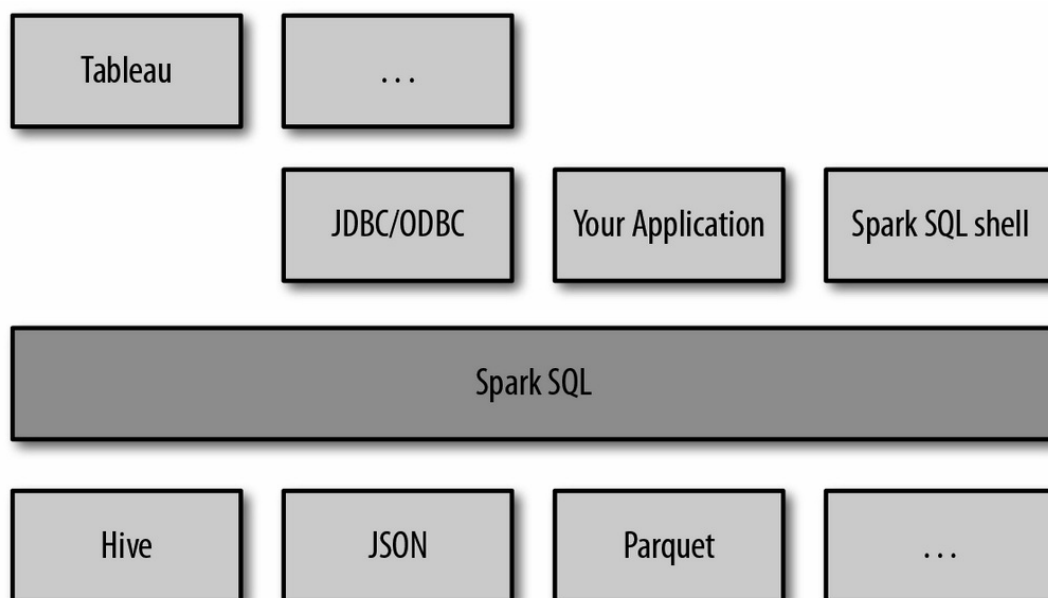 Tableau
...
JDBC/ODBC
Your Application
Spark SQL shell
Spark SQL
Hive
JSON
Parquet
...